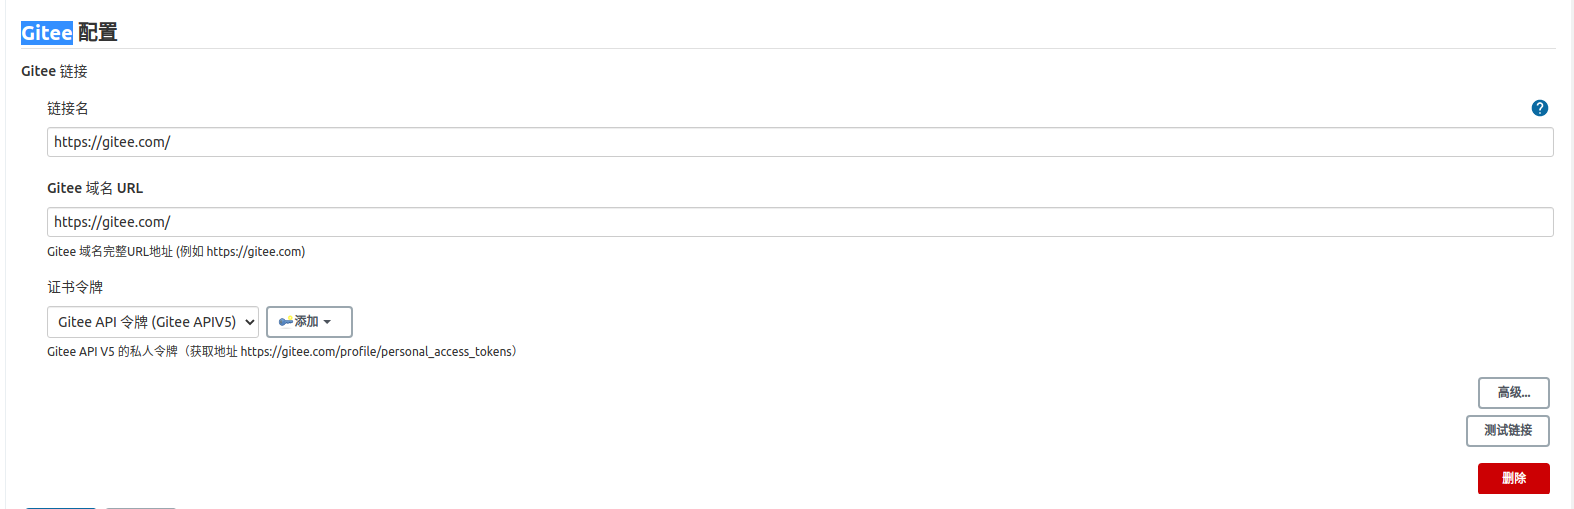 Gitee 配置
Gitee 链接
链接名
https://gitee.com/
Gitee 域名 URL
https://gitee.com/
Gitee 域名完整URL地址 (例如 https://gitee.com)
证书令牌
Gitee API 令牌 (Gitee APIV5) 添加
Gitee API V5 的私人令牌（获取地址 https://gitee.com/profile/personal_access_tokens）
高级...
测试链接
删除